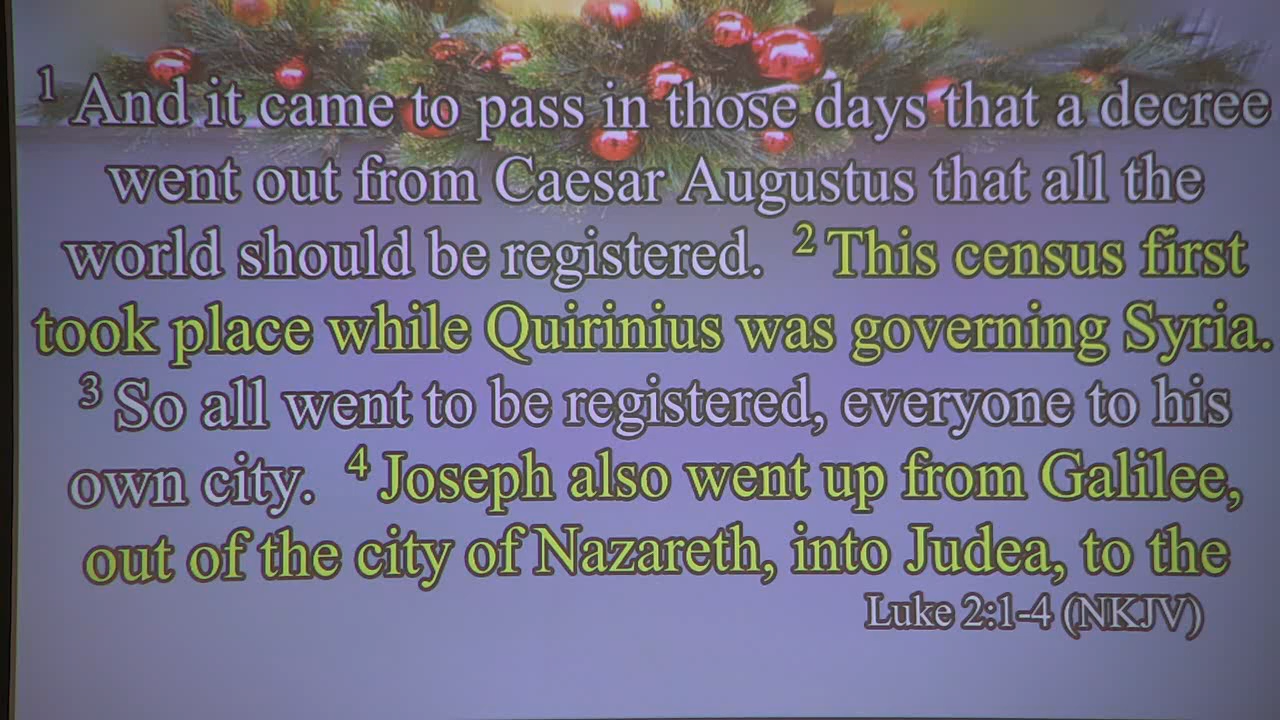 1 And it came to pass in those days that a decree
went out from Caesar Augustus that all the
world should be registered. 2 This census first
took place while Quirinius was governing Syria.
3 So all went to be registered, everyone to his
own city. 4 Joseph also went up from Galilee,
out of the city of Nazareth, into Judea, to the
Luke 2:1-4 (NKJV)